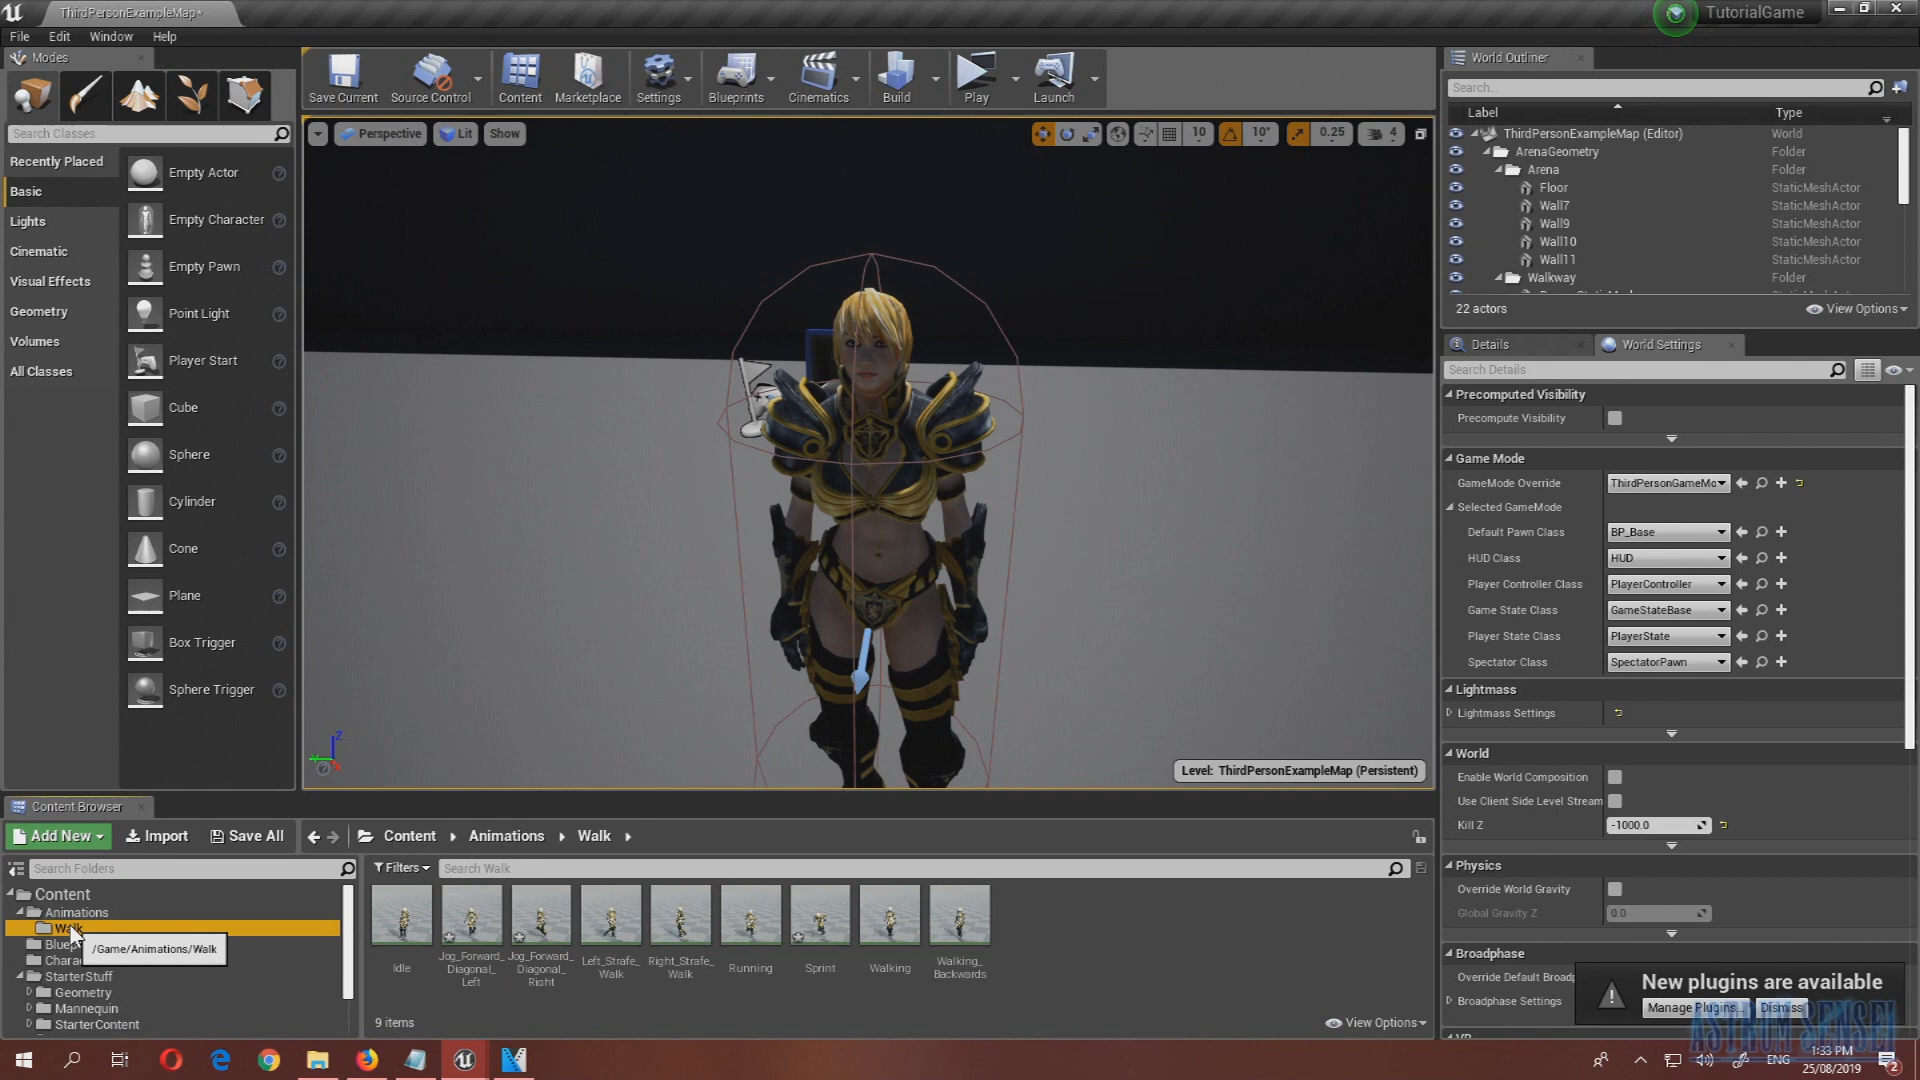 ThirdPersonExampleMap*
TutorialGame
File Edit Window Help
Modes
Search Classes
Recently Placed
Basic
Lights
Cinematic
Visual Effects
Geometry
Volumes
All Classes
Empty Actor
Empty Character
Empty Pawn
Point Light
Player Start
Cube
Sphere
Cylinder
Cone
Plane
Box Trigger
Sphere Trigger
Save Current Source Control Content Marketplace Settings Blueprints Cinematics Build Play Launch
Perspective Lit Show
10 10° 0.25 4
Z
Level: ThirdPersonExampleMap (Persistent)
World Outliner
Search...
Label Type
ThirdPersonExampleMap (Editor) World
ArenaGeometry Folder
Arena Folder
Floor StaticMeshActor
Wall7 StaticMeshActor
Wall9 StaticMeshActor
Wall10 StaticMeshActor
Wall11 StaticMeshActor
Walkway Folder
22 actors View Options
Details World Settings
Search Details
Precomputed Visibility
Precompute Visibility
Game Mode
GameMode Override ThirdPersonGameMo
Selected GameMode
Default Pawn Class BP_Base
HUD Class HUD
Player Controller Class PlayerController
Game State Class GameStateBase
Player State Class PlayerState
Spectator Class SpectatorPawn
Lightmass
Lightmass Settings
World
Enable World Composition
Use Client Side Level Stream
Kill Z -1000.0
Physics
Override World Gravity
Global Gravity Z 0.0
Broadphase
Override Default Broadp
Broadphase Settings
New plugins are available
Manage Plugins... Dismiss
ASTRUM SENSEI
Content Browser
Add New Import Save All Content Animations Walk
Search Folders
Content
Animations
Walk
Bluep
Chara
StarterStuff
Geometry
Mannequin
StarterContent
/Game/Animations/Walk
Filters Search Walk
Idle
Jog_Forward_
Diagonal_
Left
Jog_Forward_
Diagonal_
Right
Left_Strafe_
Walk
Right_Strafe_
Walk
Running
Sprint
Walking
Walking_
Backwards
9 items View Options
ENG
1:33 PM
25/08/2019
2